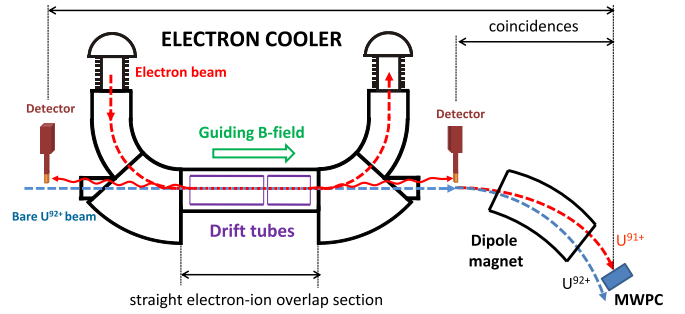 coincidences
ELECTRON COOLER
Electron beam
Detector
Detector
Guiding B-field
Bare U⁹²⁺ beam
Drift tubes
Dipole
magnet
U⁹¹⁺
U⁹²⁺
MWPC
straight electron-ion overlap section